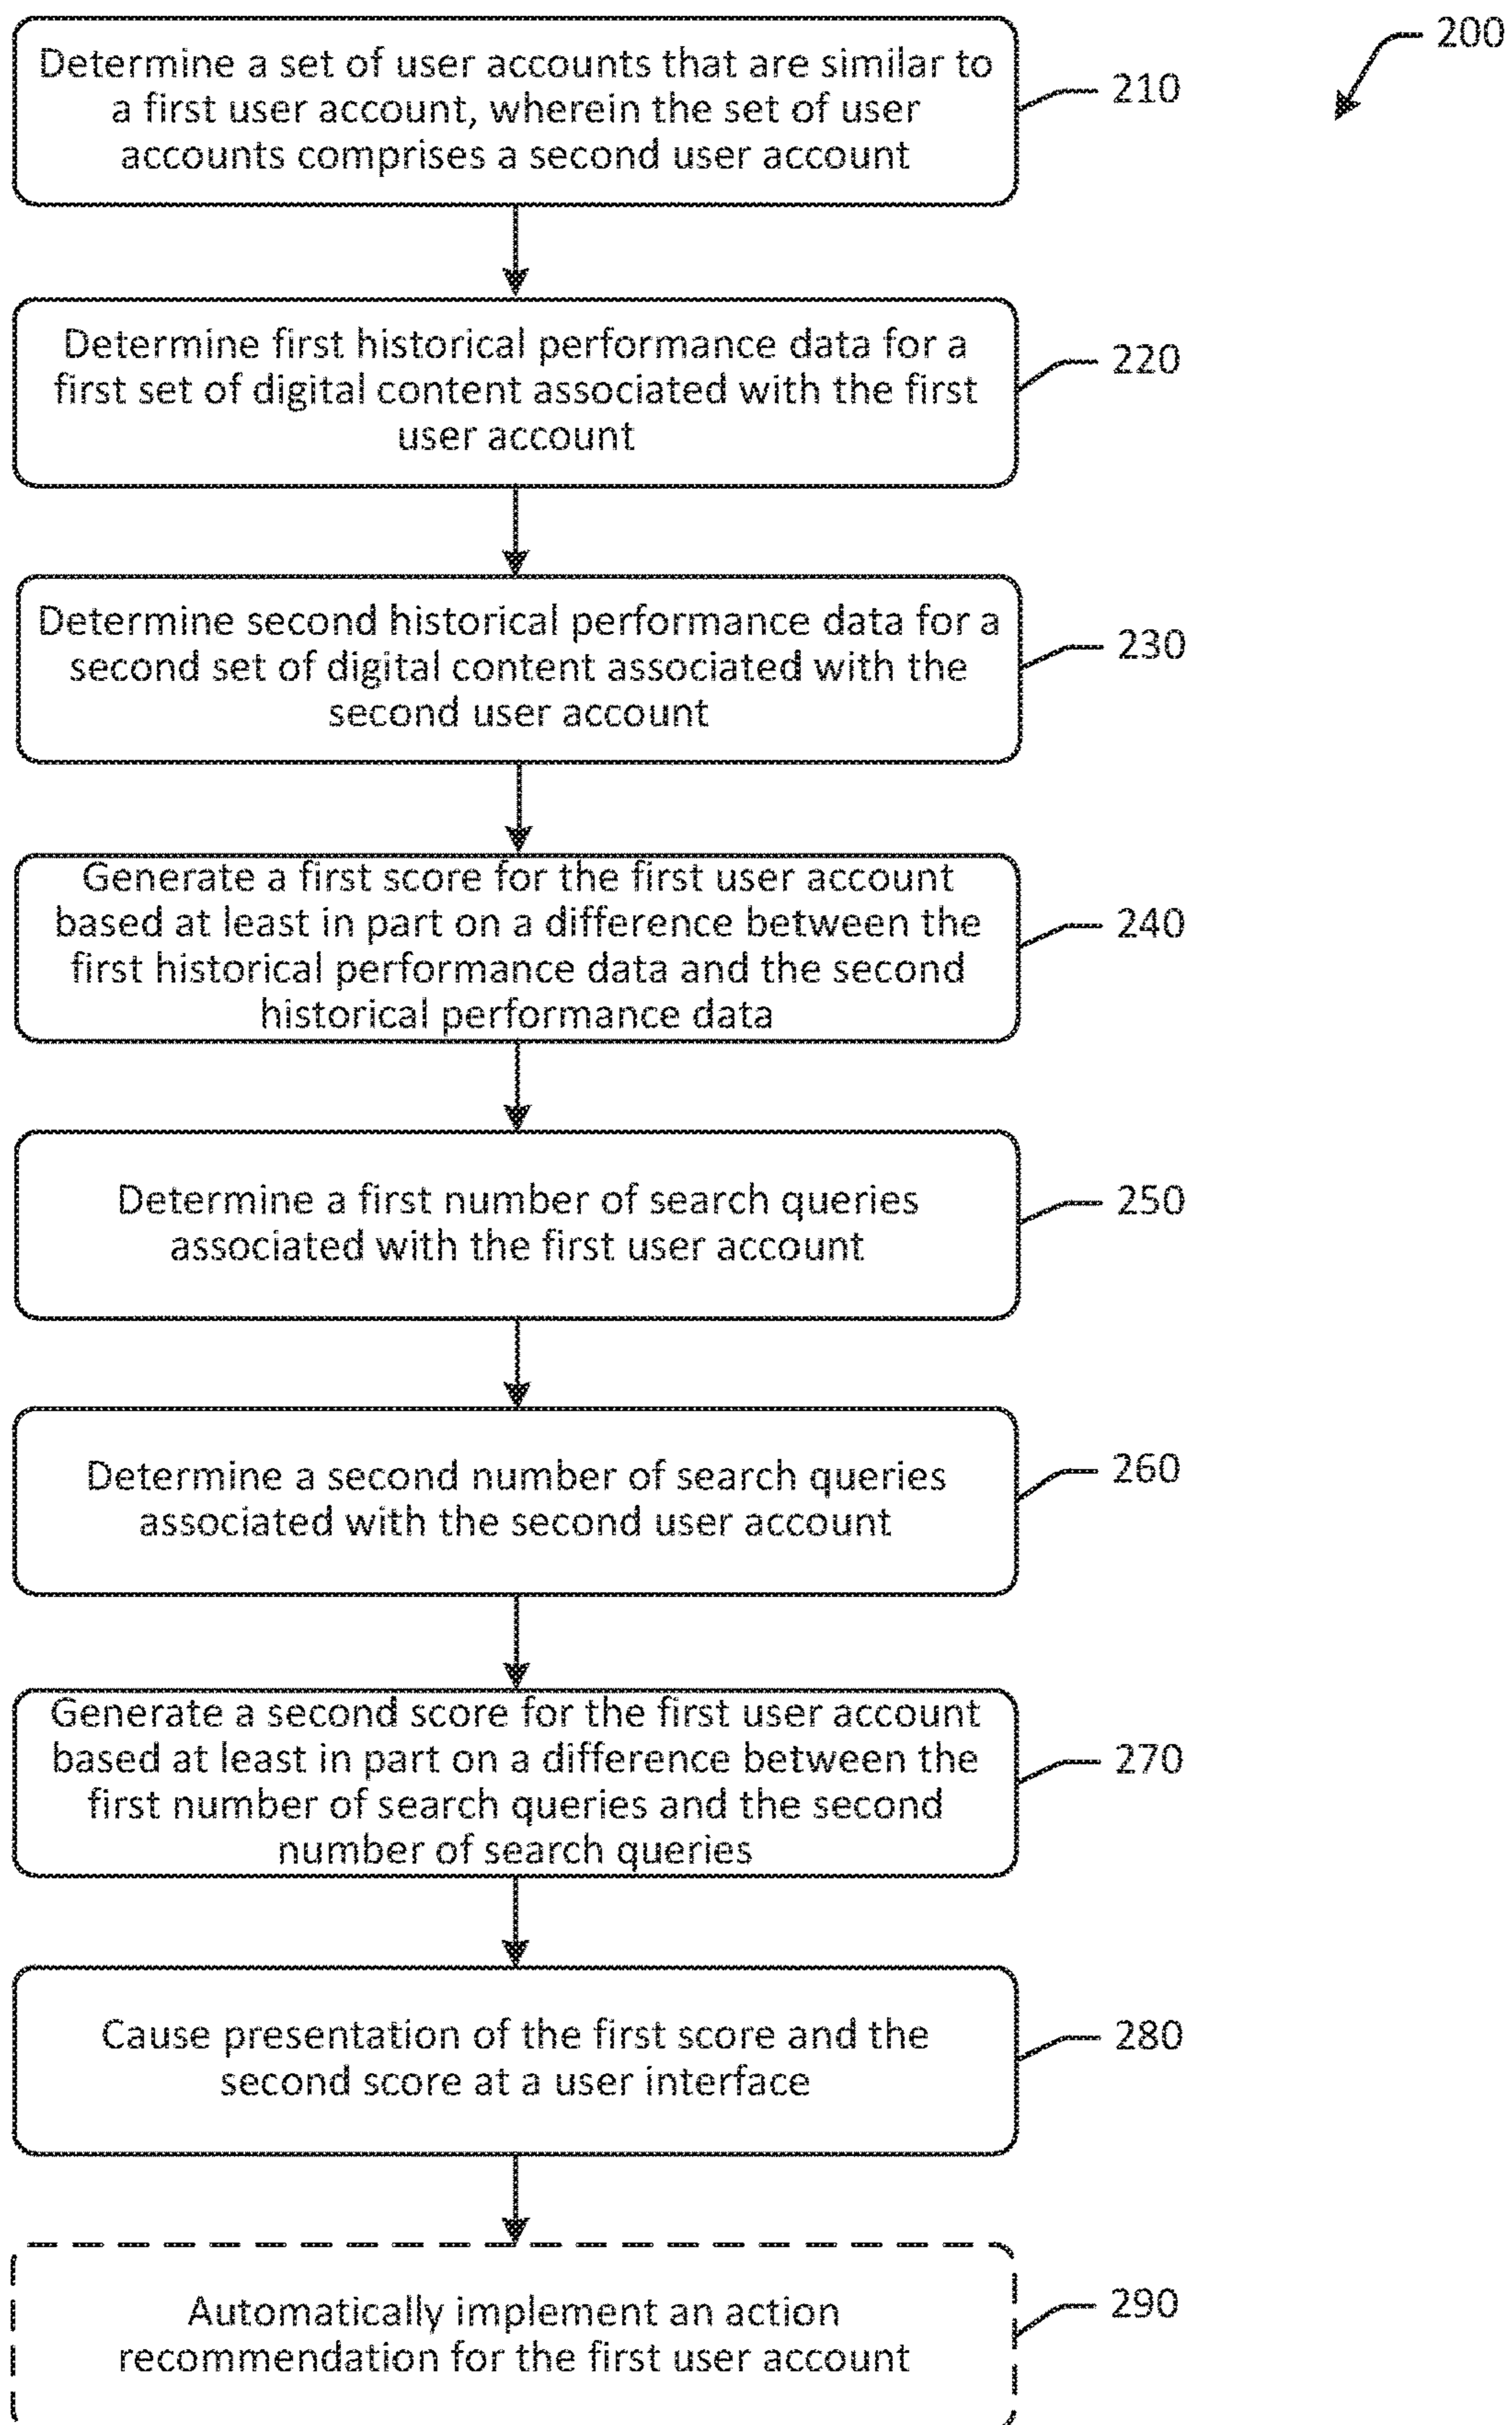 200
Determine a set of user accounts that are similar to
a first user account, wherein the set of user
accounts comprises a second user account
210
Determine first historical performance data for a
first set of digital content associated with the first
user account
220
Determine second historical performance data for a
second set of digital content associated with the
second user account
230
Generate a first score for the first user account
based at least in part on a difference between the
first historical performance data and the second
historical performance data
240
Determine a first number of search queries
associated with the first user account
250
Determine a second number of search queries
associated with the second user account
260
Generate a second score for the first user account
based at least in part on a difference between the
first number of search queries and the second
number of search queries
270
Cause presentation of the first score and the
second score at a user interface
280
Automatically implement an action
recommendation for the first user account
290